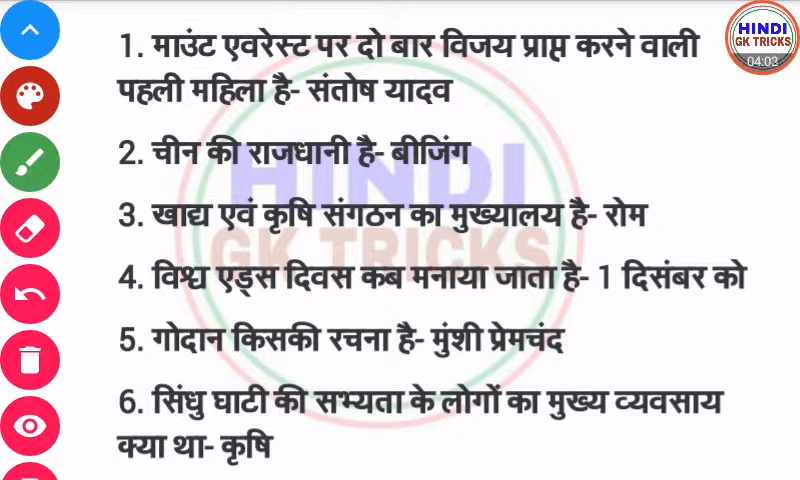 HINDI
GK TRICKS
04:03
1. माउंट एवरेस्ट पर दो बार विजय प्राप्त करने वाली
पहली महिला है- संतोष यादव
2. चीन की राजधानी है- बीजिंग
HINDI
3. खाद्य एवं कृषि संगठन का मुख्यालय है- रोम
GK TRICKS
4. विश्व एड्स दिवस कब मनाया जाता है- 1 दिसंबर को
5. गोदान किसकी रचना है- मुंशी प्रेमचंद
6. सिंधु घाटी की सभ्यता के लोगों का मुख्य व्यवसाय
क्या था- कृषि